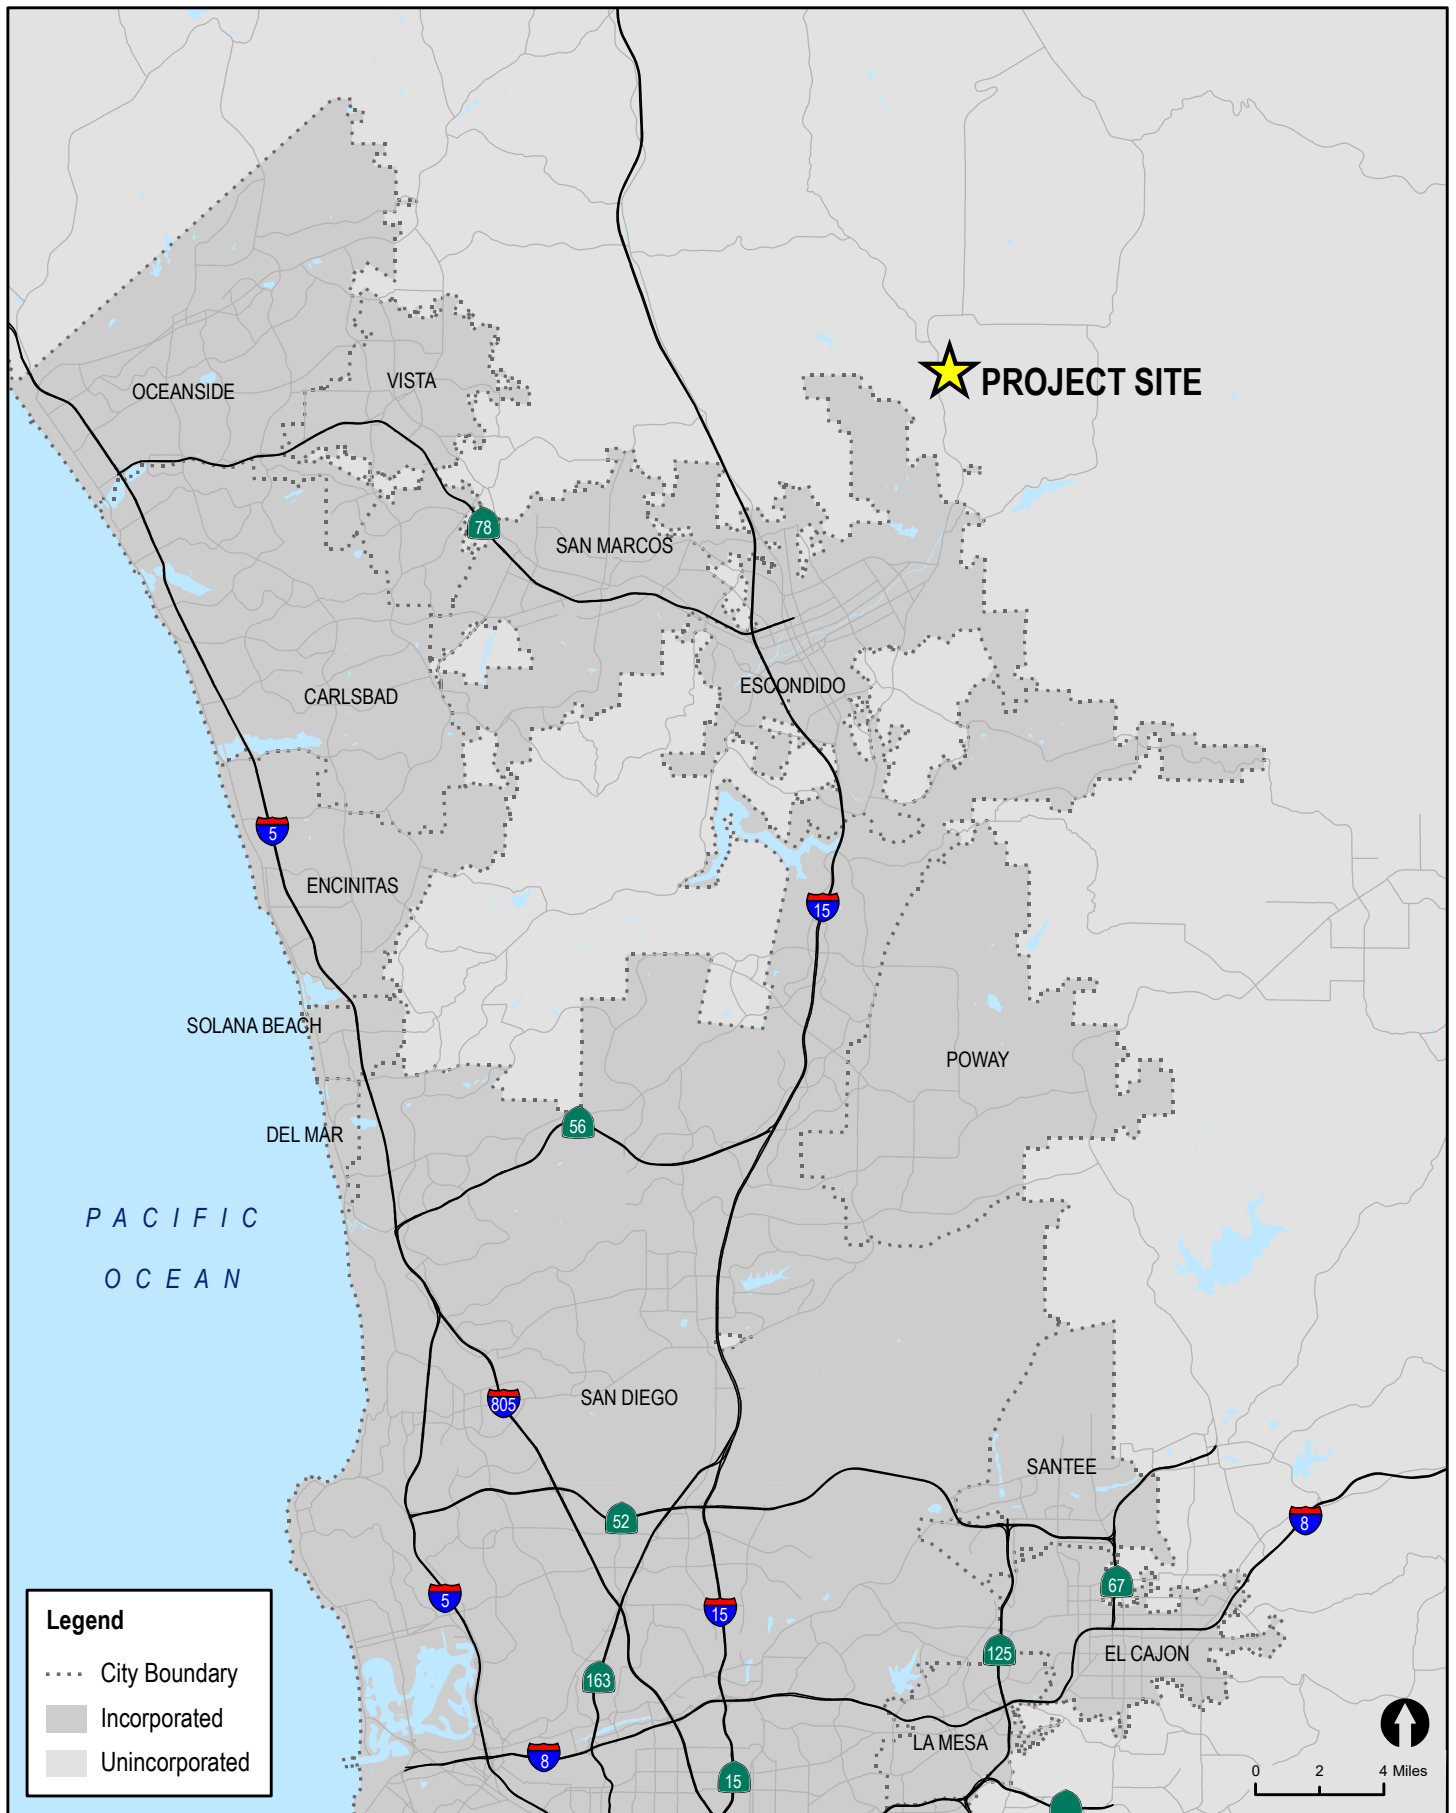 OCEANSIDE
VISTA
PROJECT SITE
78
SAN MARCOS
ESCONDIDO
CARLSBAD
5
ENCINITAS
15
SOLANA BEACH
POWAY
56
DEL MAR
PACIFIC
OCEAN
805
SAN DIEGO
SANTEE
52
8
5
15
67
125
163
EL CAJON
LA MESA
8
15
Legend
City Boundary
Incorporated
Unincorporated
0 2 4 Miles